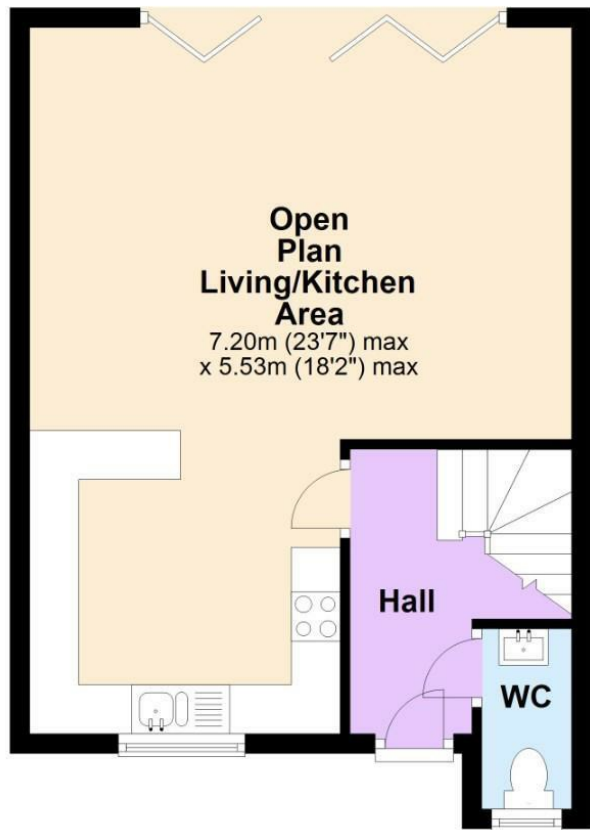 Open
Plan
Living/Kitchen
Area
7.20m (23'7") max
x 5.53m (18'2") max
Hall
WC